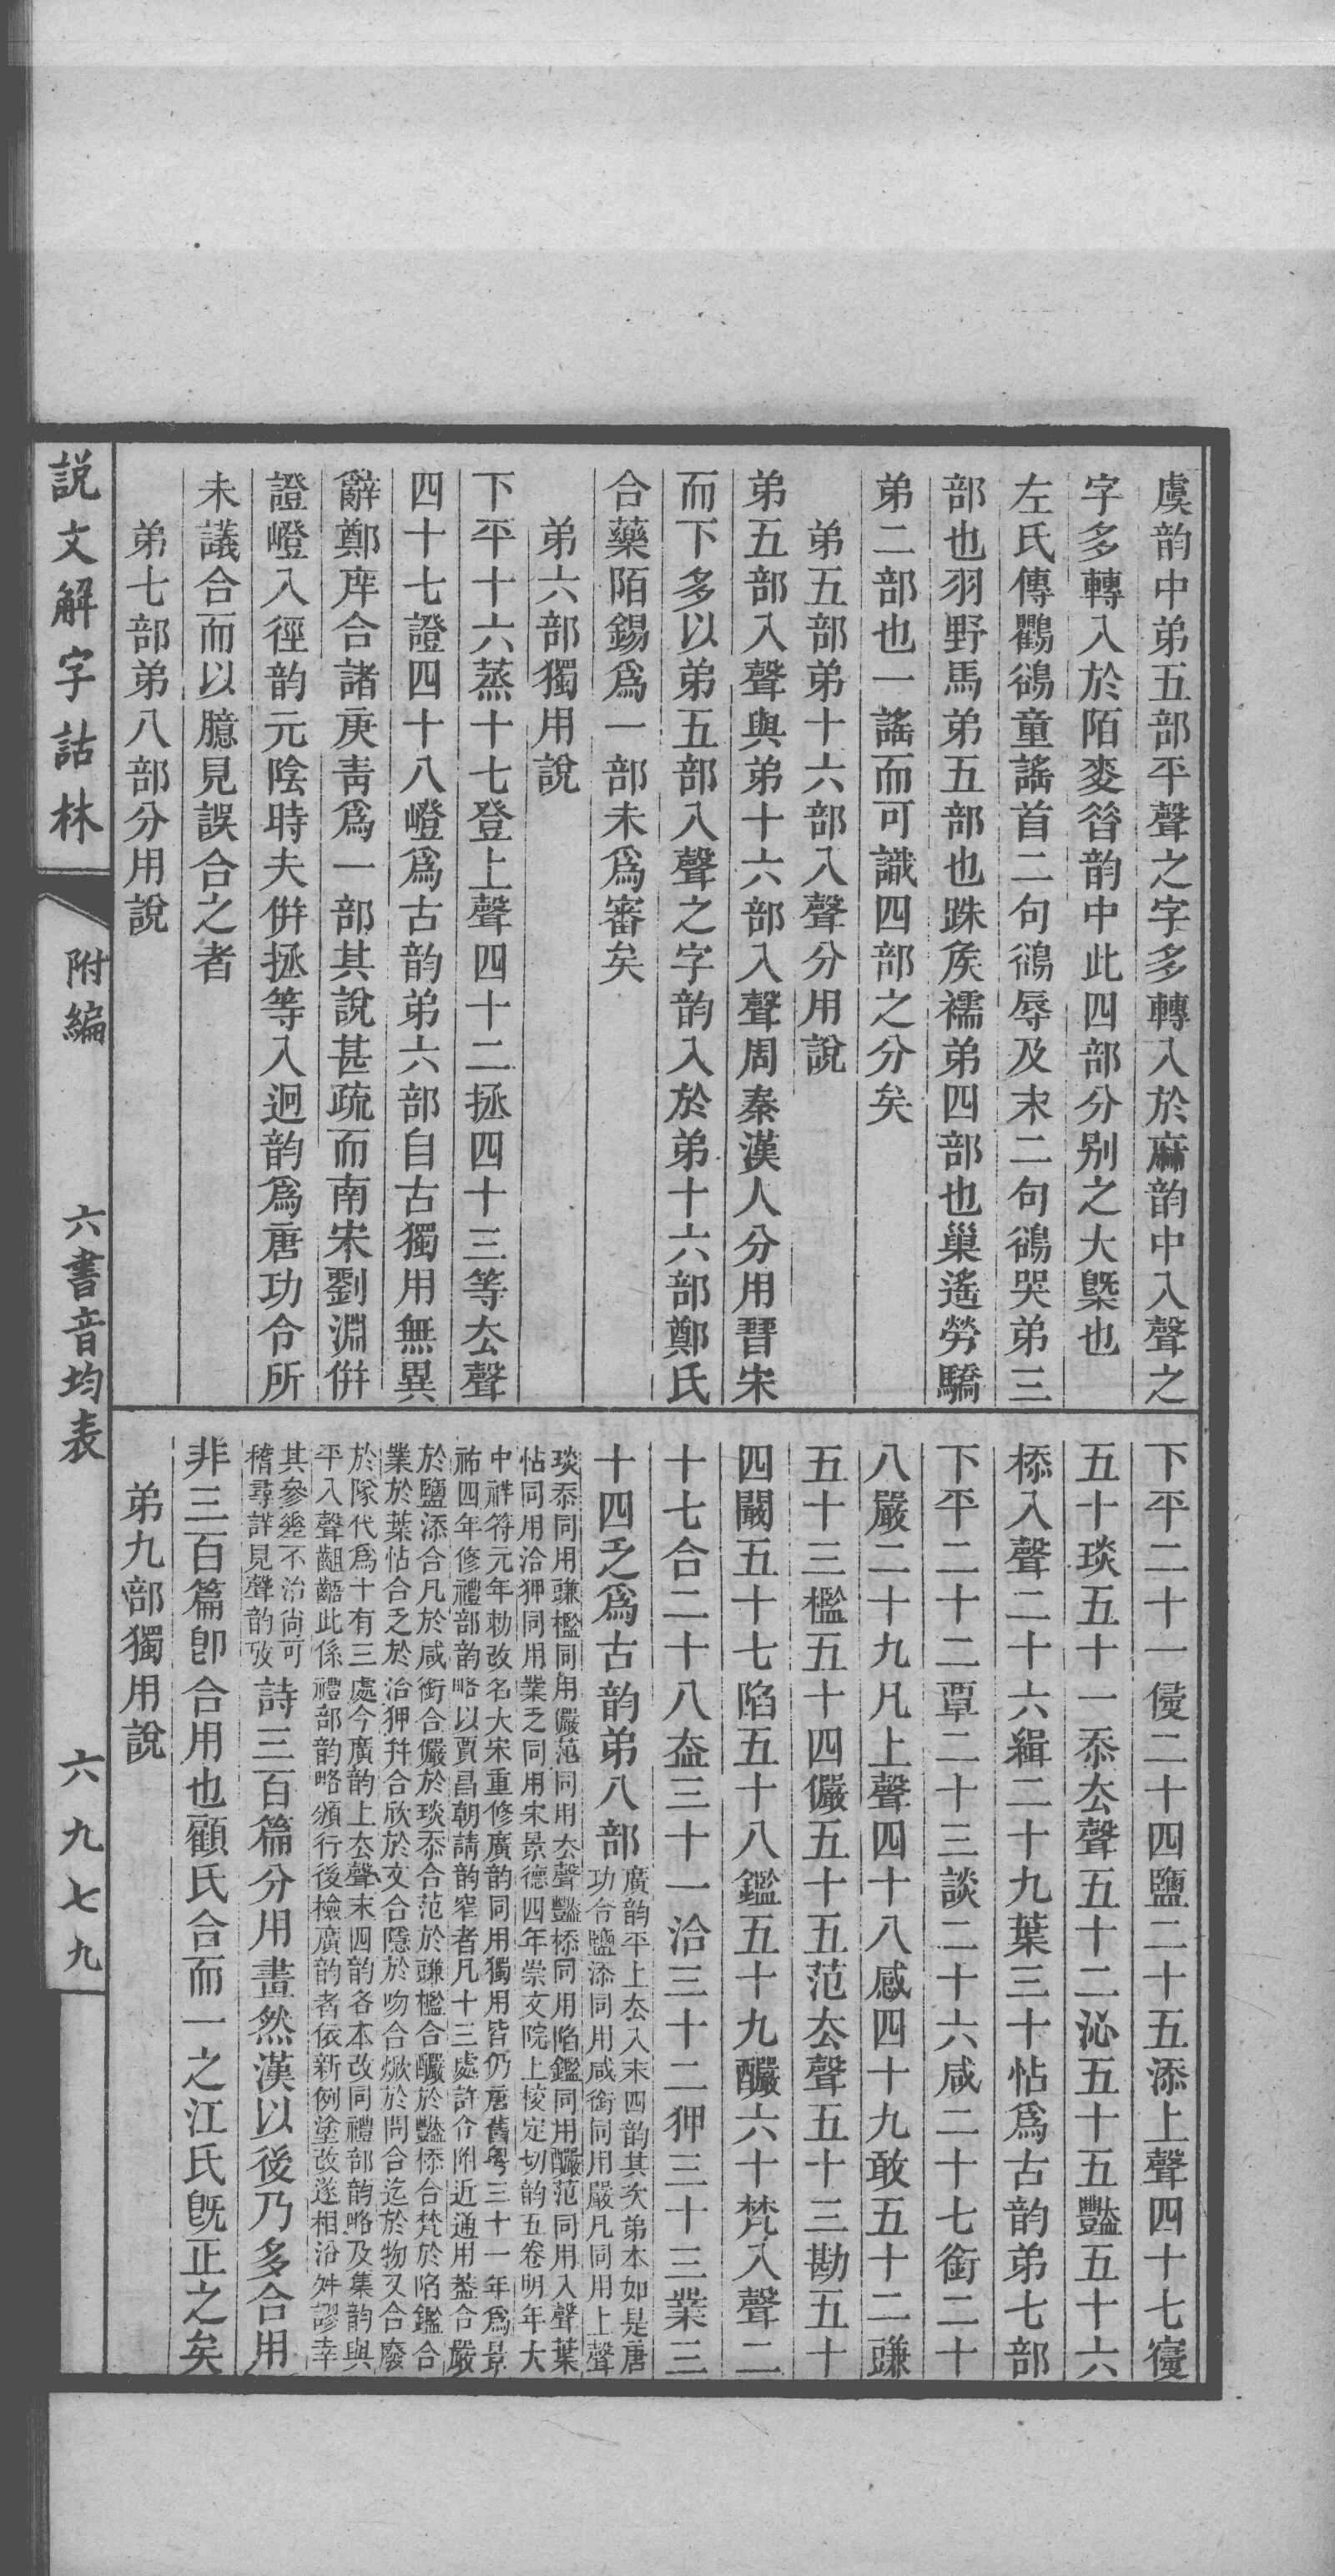 虞韵中弟五部平聲之字多轉入於麻韵中入聲之
字多轉入於陌麥昝韵中此四部分别之大槩也
左氏傳鸜鵒童謠首二句鵒辱及末二句鵒哭弟三
部也羽野馬弟五部也跦矦襦弟四部也巢遙勞驕
弟二部也一謠而可識四部之分矣
弟五部弟十六部入聲分用說
弟五部入聲與弟十六部入聲周秦漢人分用晉宋
而下多以弟五部入聲之字韵入於弟十六部鄭氏
合藥陌錫爲一部未爲審矣
弟六部獨用說
下平十六蒸十七登上聲四十二拯四十三等厺聲
四十七證四十八嶝爲古韵弟六部自古獨用無異
辭鄭庠合諸庚靑爲一部其說甚疏而南宋劉淵倂
證嶝入徑韵元陰時夫倂拯等入迥韵爲唐功令所
未議合而以臆見誤合之者
弟七部弟八部分用說
下平二十一侵二十四鹽二十五添上聲四十七寑
五十琰五十一忝厺聲五十二沁五十五豔五十六
㮇入聲二十六緝二十九葉三十怗爲古韵弟七部
下平二十二覃二十三談二十六咸二十七銜二十
八嚴二十九凡上聲四十八感四十九敢五十二豏
五十三檻五十四儼五十五范厺聲五十三勘五十
四闞五十七陷五十八鑑五十九釅六十梵入聲二
十七合二十八盍三十一洽三十二狎三十三業三
十四乏爲古韵弟八部
廣韵平上厺入末四韵其次弟本如是唐
功令鹽添同用咸銜同用嚴凡同用上聲
琰忝同用豏檻同用儼范同用厺聲豔㮇同用陷鑑同用釅范同用入聲葉
怗同用洽狎同用業乏同用宋景德四年崇文院上校定切韵五卷明年大
中祥符元年勅改名大宋重修廣韵同用獨用皆仍唐舊粤三十一年爲景
祐四年修禮部韵略以賈昌朝請韵窄者凡十三處許令附近通用葢合嚴
於鹽添合凡於咸銜合儼於琰忝合范於豏檻合釅於豔㮇合梵於陷鑑合
業於葉怗合乏於洽狎幷合欣於文合隱於吻合焮於問合迄於物又合廢
於隊代爲十有三處今廣韵上厺聲末四韵各本改同禮部韵略及集韵與
平入聲齟齬此係禮部韵略頒行後檢廣韵者依新例塗改遂相沿舛謬幸
其參差不治尚可
稽尋詳見聲韵攷
詩三百篇分用畫然漢以後乃多合用
非三百篇卽合用也顧氏合而一之江氏旣正之矣
弟九部獨用說
説文解字詁林
附編
六書音均表
六九七九